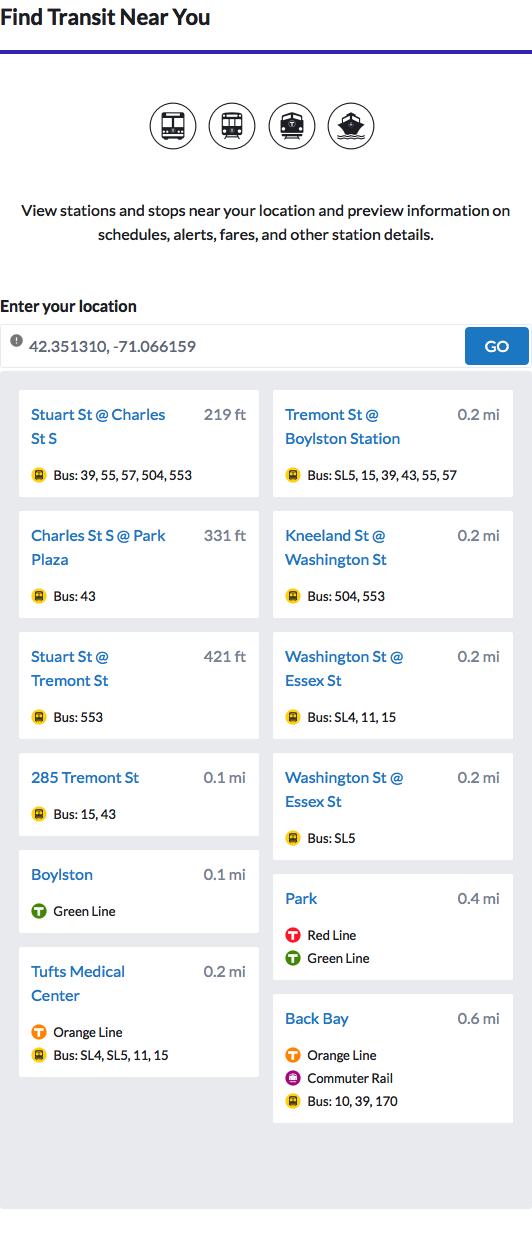 Find Transit Near You
View stations and stops near your location and preview information on
schedules, alerts, fares, and other station details.
Enter your location
42.351310, -71.066159
GO
Stuart St @ Charles
St S
219 ft
Bus: 39, 55, 57, 504, 553
Charles St S @ Park
Plaza
331 ft
Bus: 43
Stuart St @
Tremont St
421 ft
Bus: 553
285 Tremont St
0.1 mi
Bus: 15, 43
Boylston
0.1 mi
T
Green Line
Tufts Medical
Center
0.2 mi
T
Orange Line
Bus: SL4, SL5, 11, 15
Tremont St @
Boylston Station
0.2 mi
Bus: SL5, 15, 39, 43, 55, 57
Kneeland St @
Washington St
0.2 mi
Bus: 504, 553
Washington St @
Essex St
0.2 mi
Bus: SL4, 11, 15
Washington St @
Essex St
0.2 mi
Bus: SL5
Park
0.4 mi
T
Red Line
T
Green Line
Back Bay
0.6 mi
T
Orange Line
Commuter Rail
Bus: 10, 39, 170